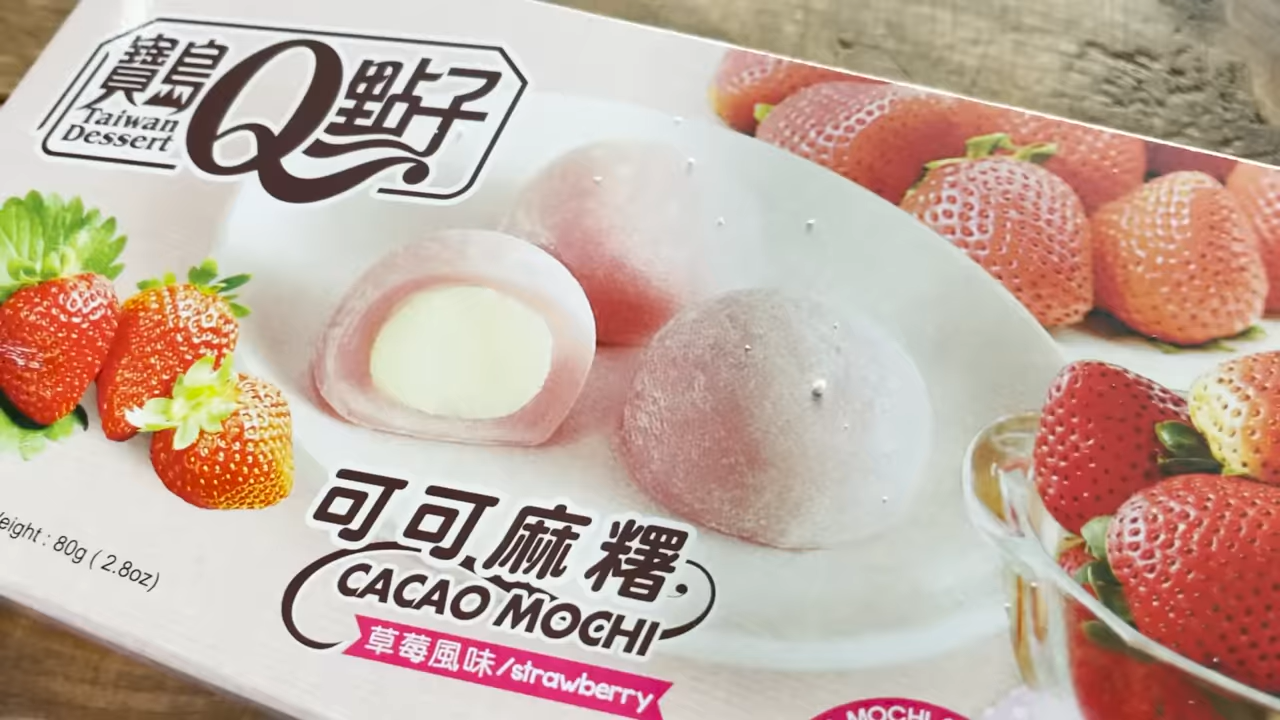 寶島Q點子
Taiwan
Dessert
eight : 80g ( 2.8oz)
可可麻糬
CACAO MOCHI
草莓風味/strawberry
MOCHI